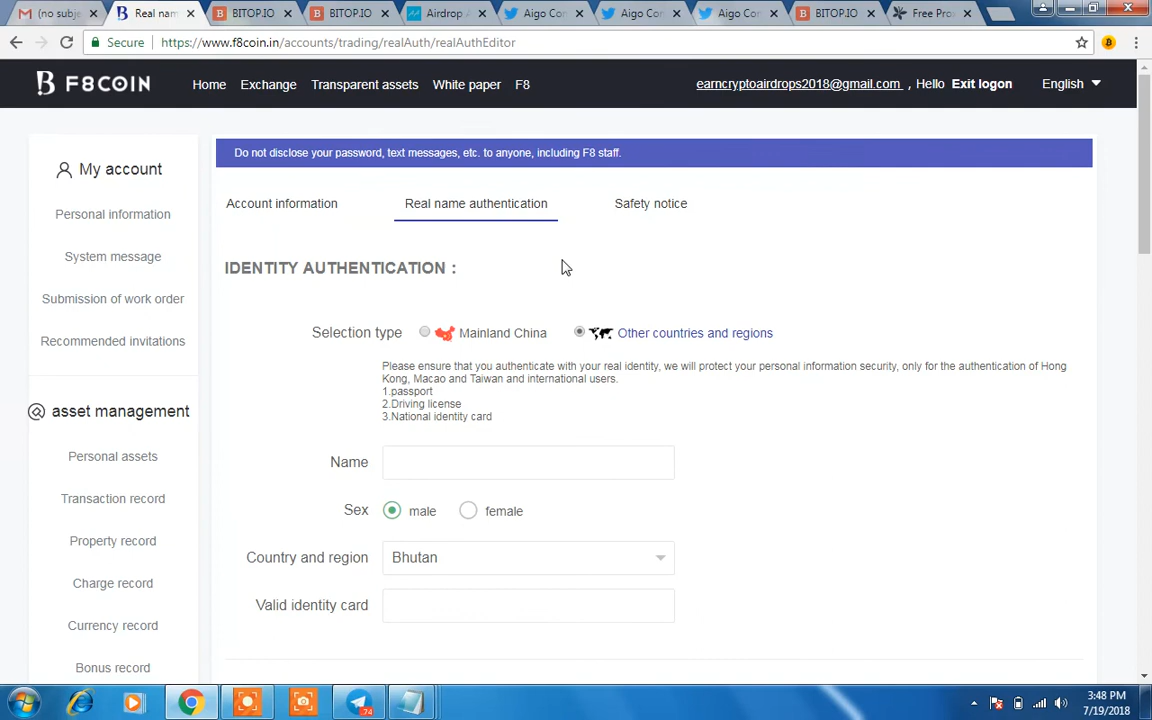 (no subje
Real nam
BITOP.IO
BITOP.IO
Airdrop A
Aigo Con
Aigo Con
Aigo Con
BITOP.IO
Free Pro
Secure
https://www.f8coin.in/accounts/trading/realAuth/realAuthEditor
F8COIN
Home
Exchange
Transparent assets
White paper
F8
earncryptoairdrops2018@gmail.com , Hello Exit logon
English
My account
Personal information
System message
Submission of work order
Recommended invitations
asset management
Personal assets
Transaction record
Property record
Charge record
Currency record
Bonus record
Do not disclose your password, text messages, etc. to anyone, including F8 staff.
Account information
Real name authentication
Safety notice
IDENTITY AUTHENTICATION :
Selection type
Mainland China
Other countries and regions
Please ensure that you authenticate with your real identity, we will protect your personal information security, only for the authentication of Hong
Kong, Macao and Taiwan and international users.
1.passport
2.Driving license
3.National identity card
Name
Sex
male
female
Country and region
Bhutan
Valid identity card
74
3:48 PM
7/19/2018